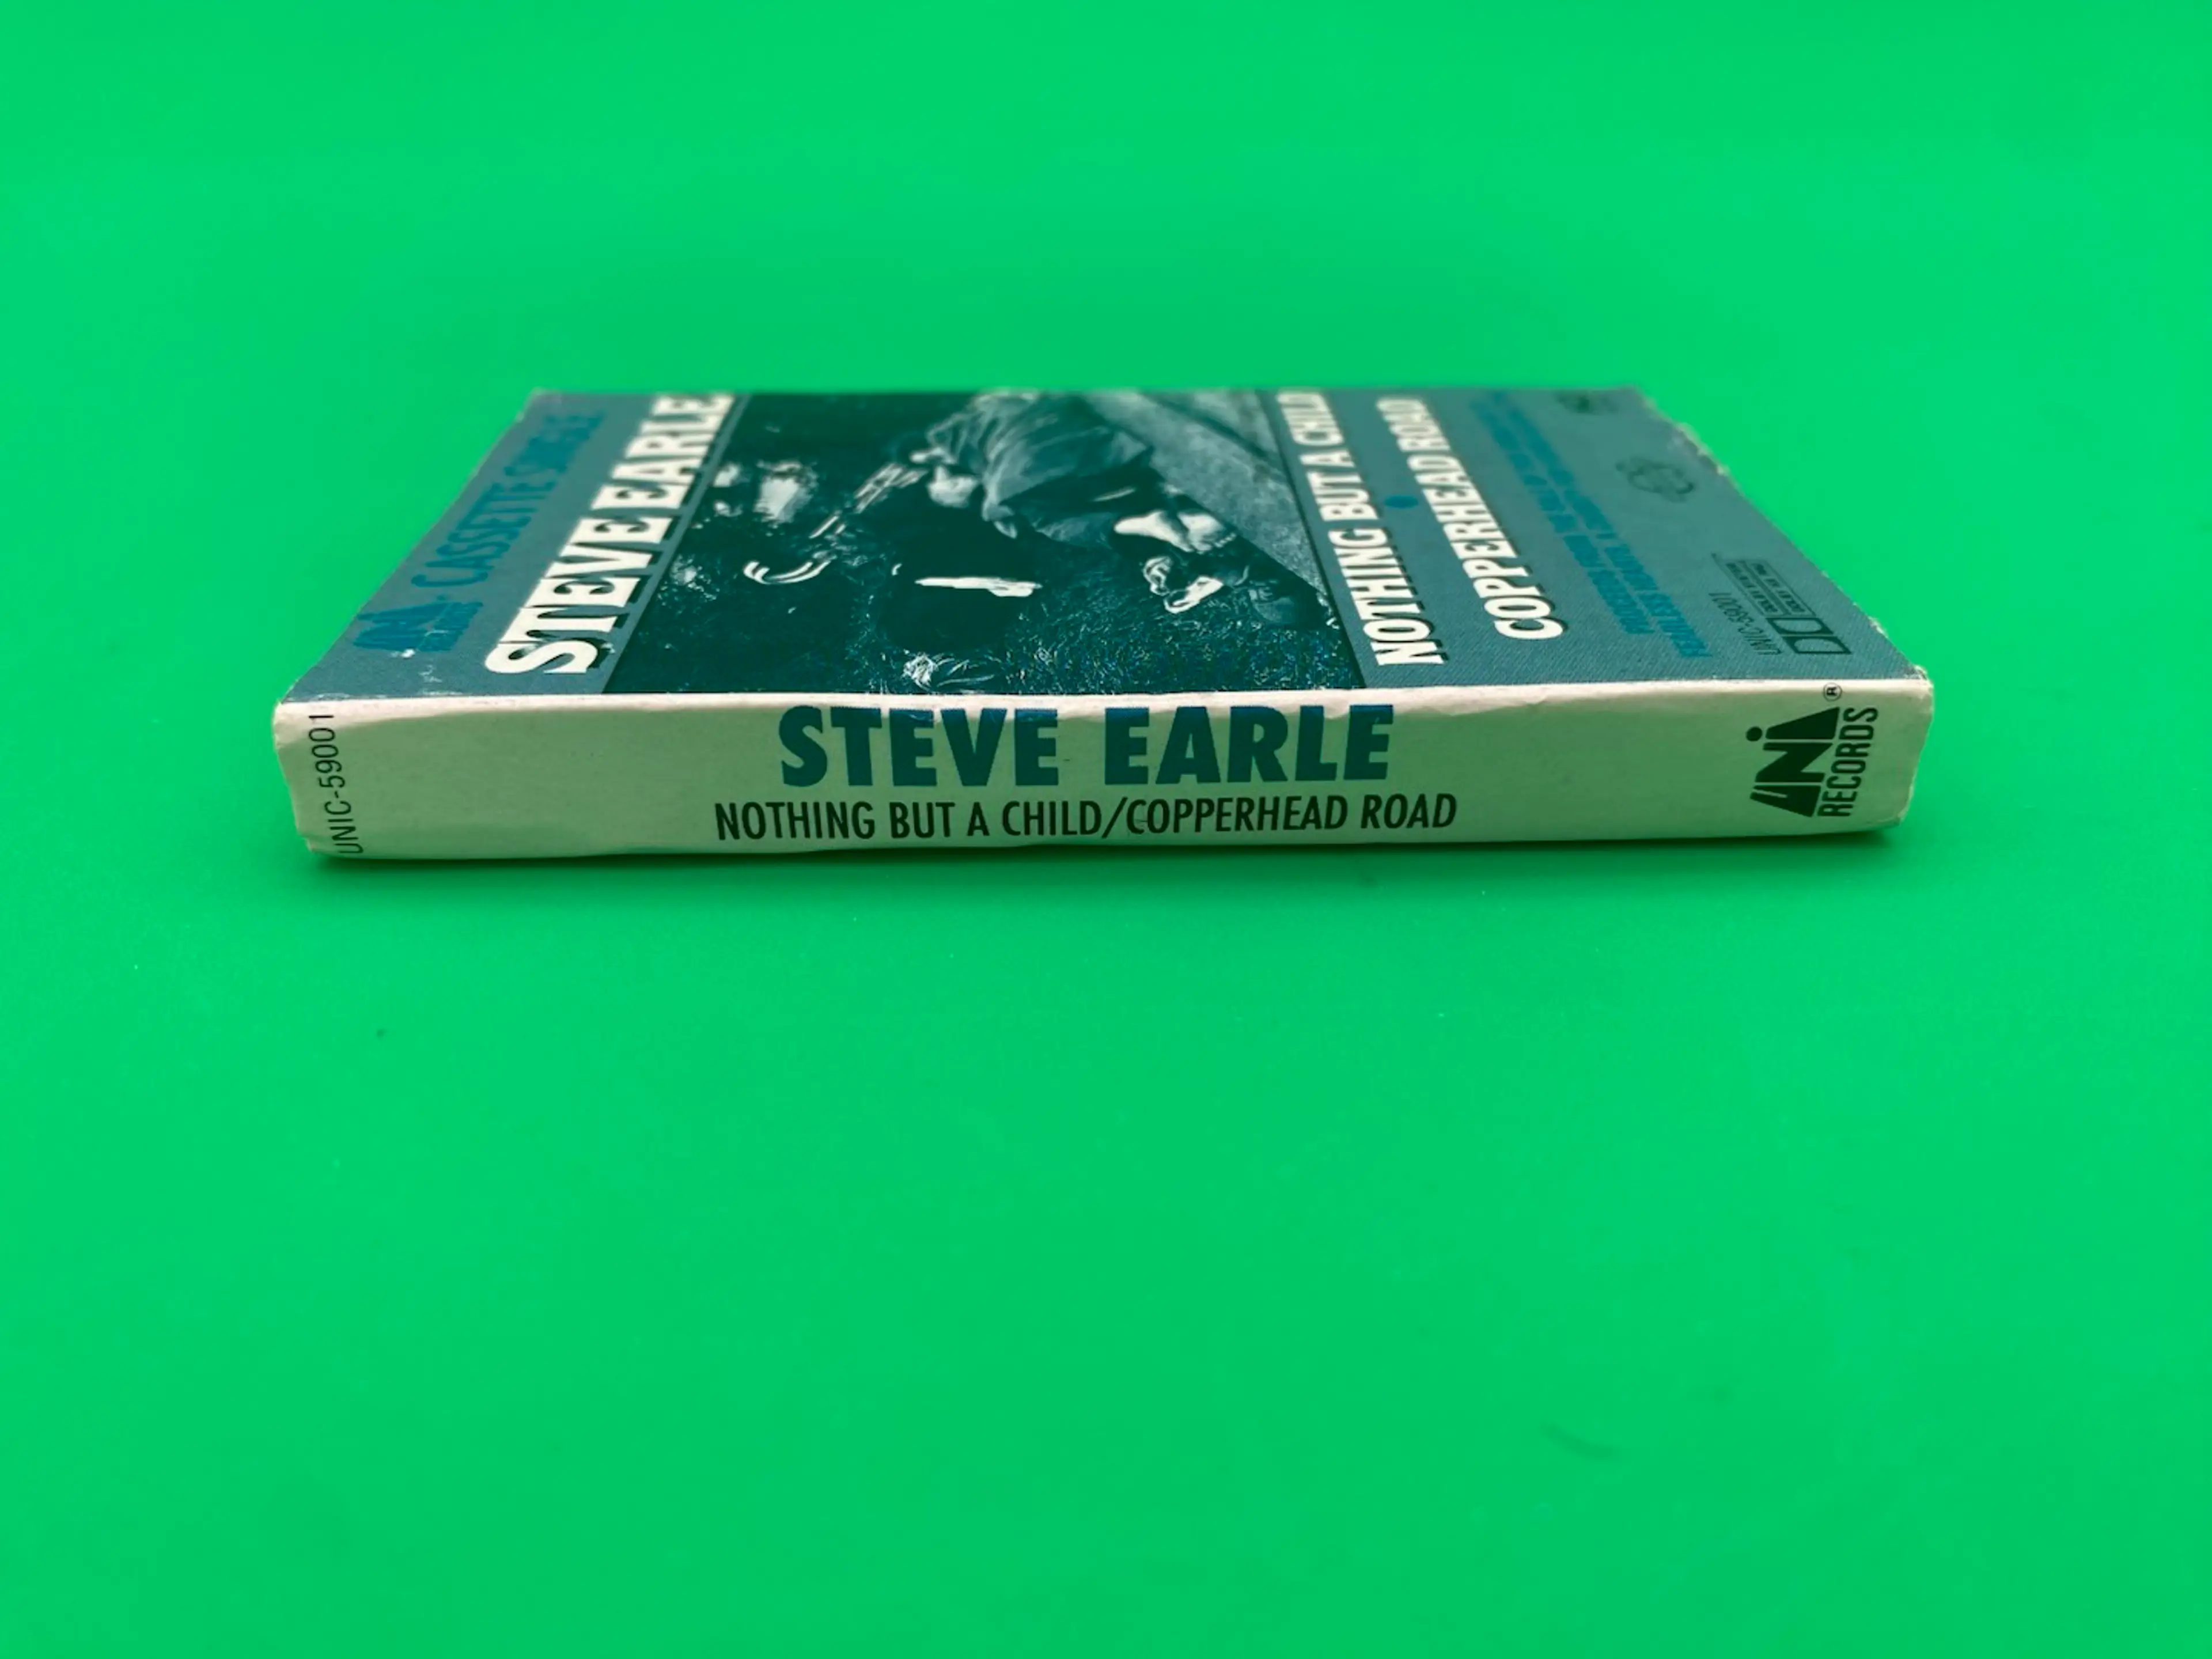 CASSETTE SINGLE
STEVE EARLE
NOTHING BUT A CHILD
COPPERHEAD ROAD
UNIC-59001
UNIC-59001
STEVE EARLE
NOTHING BUT A CHILD/COPPERHEAD ROAD
UNI®
RECORDS